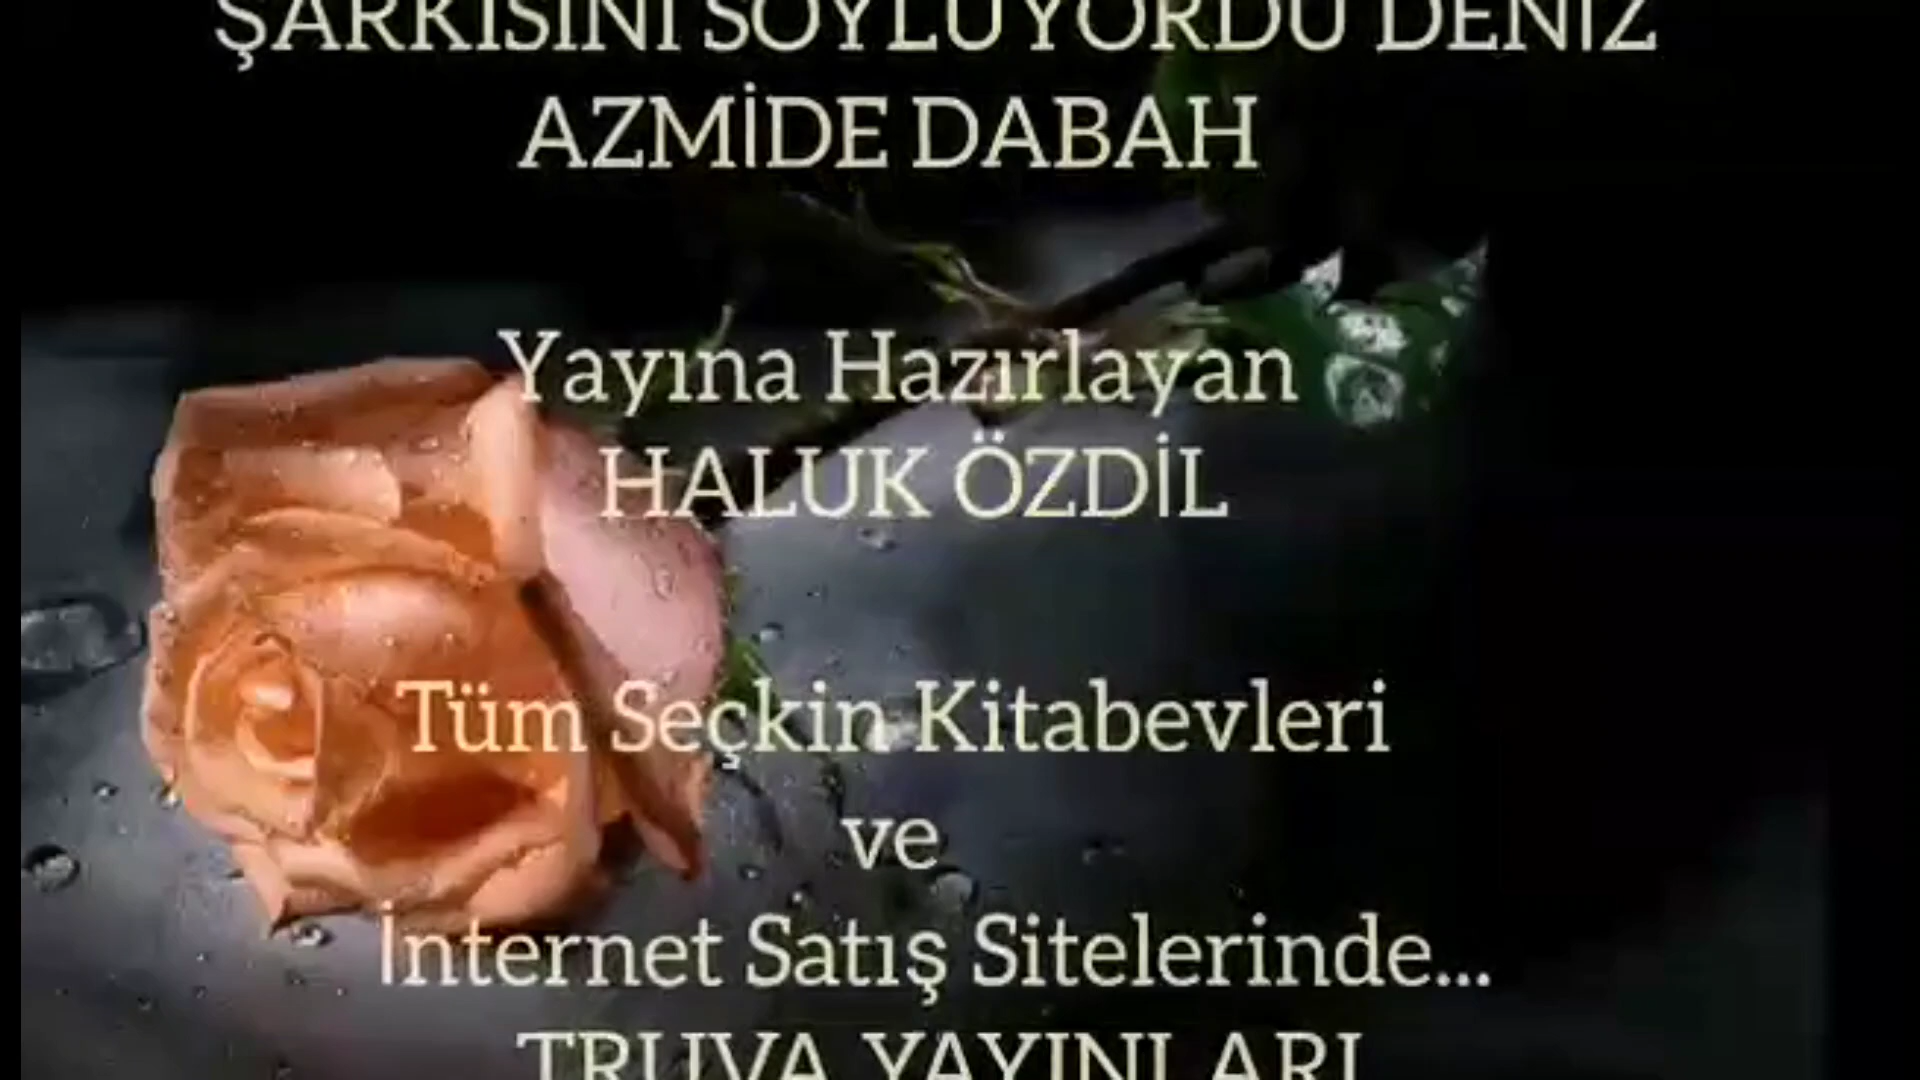 ŞARKISINI SÖYLÜYORDU DENİZ
AZMİDE DABAH
Yayına Hazırlayan
HALUK ÖZDİL
Tüm Seçkin Kitabevleri
ve
İnternet Satış Sitelerinde...
TRUVA YAYINLARI